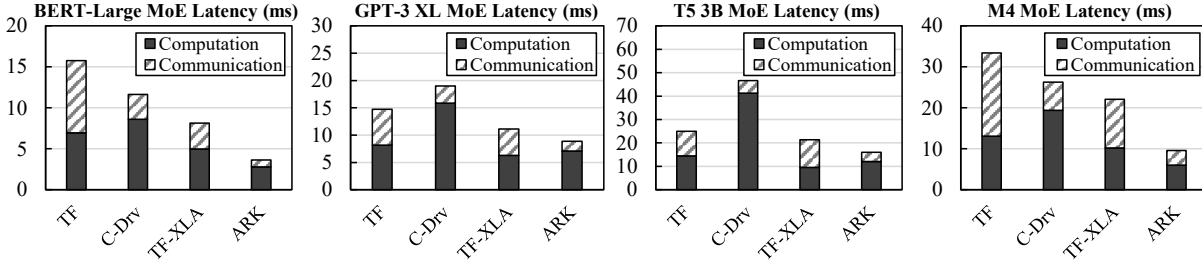 BERT-Large MoE Latency (ms)
20
15
10
5
0
Computation
Communication
TF
C-Drv
TF-XLA
ARK
GPT-3 XL MoE Latency (ms)
30
25
20
15
10
5
0
Computation
Communication
TF
C-Drv
TF-XLA
ARK
T5 3B MoE Latency (ms)
70
60
50
40
30
20
10
0
Computation
Communication
TF
C-Drv
TF-XLA
ARK
M4 MoE Latency (ms)
40
30
20
10
0
Computation
Communication
TF
C-Drv
TF-XLA
ARK